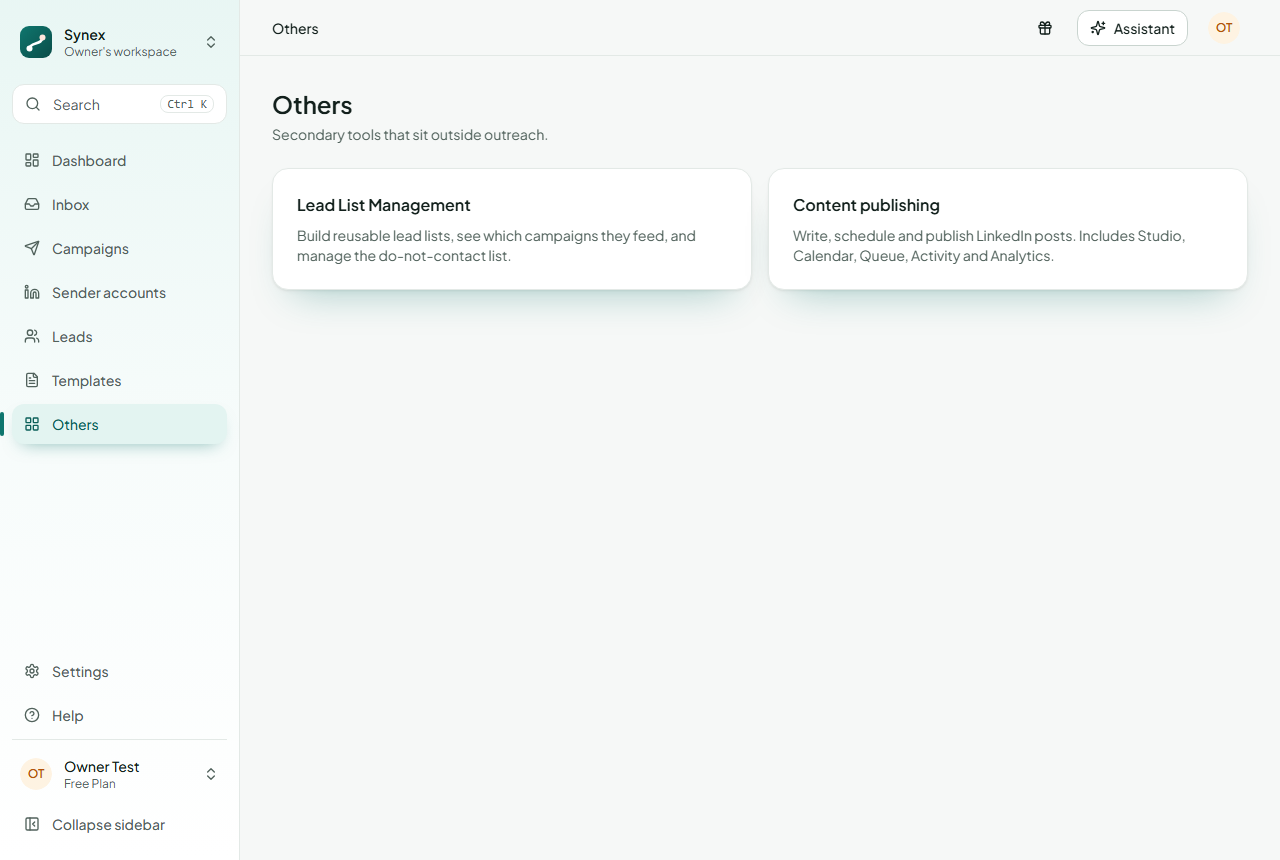 Synex
Owner's workspace
Search
Ctrl K
Dashboard
Inbox
Campaigns
Sender accounts
Leads
Templates
Others
Settings
Help
OT
Owner Test
Free Plan
Collapse sidebar
Others
Assistant
OT
Others
Secondary tools that sit outside outreach.
Lead List Management
Build reusable lead lists, see which campaigns they feed, and
manage the do-not-contact list.
Content publishing
Write, schedule and publish LinkedIn posts. Includes Studio,
Calendar, Queue, Activity and Analytics.